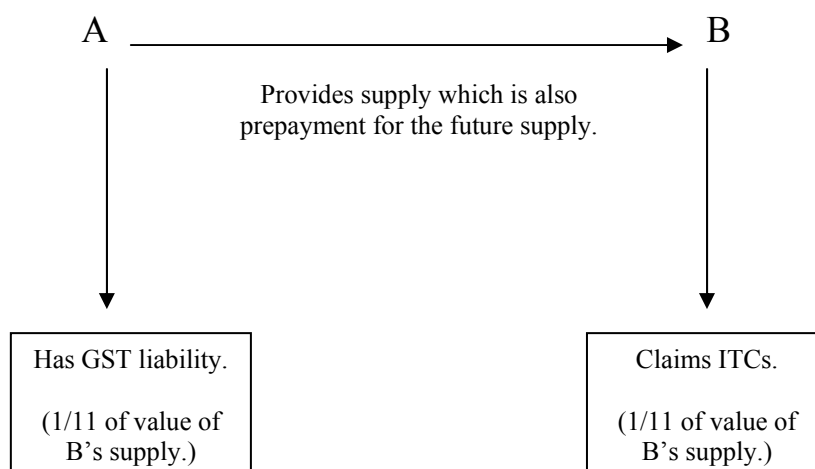 A
B
Provides supply which is also
prepayment for the future supply.
Has GST liability.
(1/11 of value of
B's supply.)
Claims ITCs.
(1/11 of value of
B's supply.)